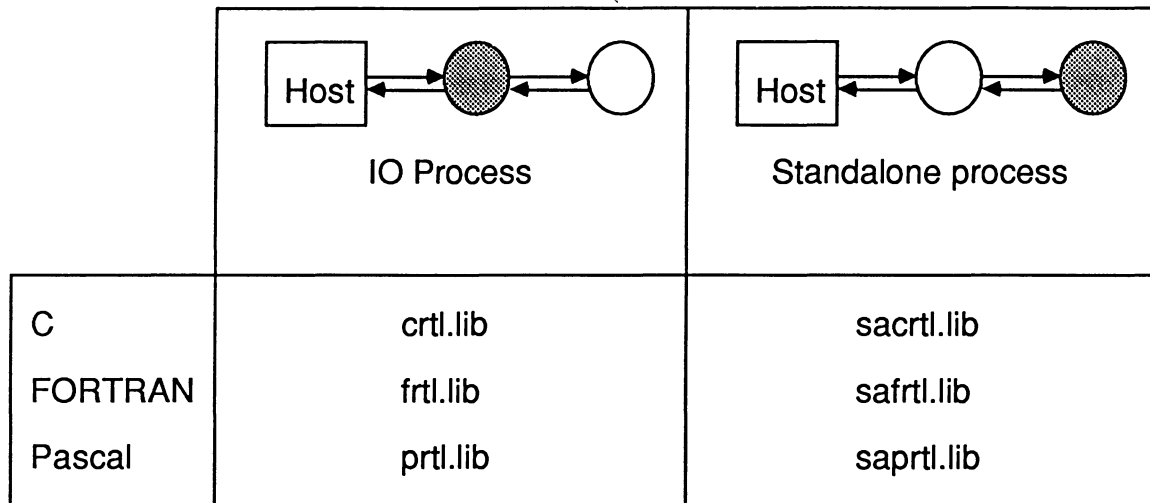 Host
Host
IO Process
Standalone process
C crtl.lib sacrtl.lib
FORTRAN frtl.lib safrtl.lib
Pascal prtl.lib saprtl.lib